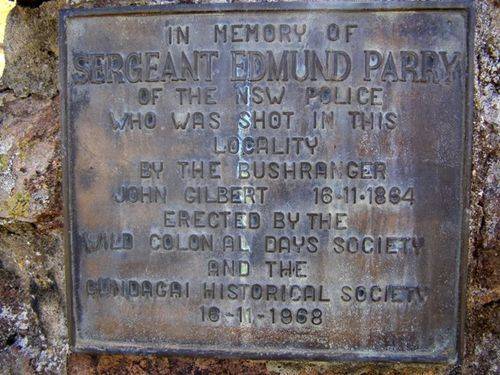 IN MEMORY OF
SERGEANT EDMUND PARRY
OF THE NSW POLICE
WHO WAS SHOT IN THIS
LOCALITY
BY THE BUSHRANGER
JOHN GILBERT 16-11-1864
ERECTED BY THE
WILD COLONIAL DAYS SOCIETY
AND THE
GUNDAGAI HISTORICAL SOCIETY
16-11-1968